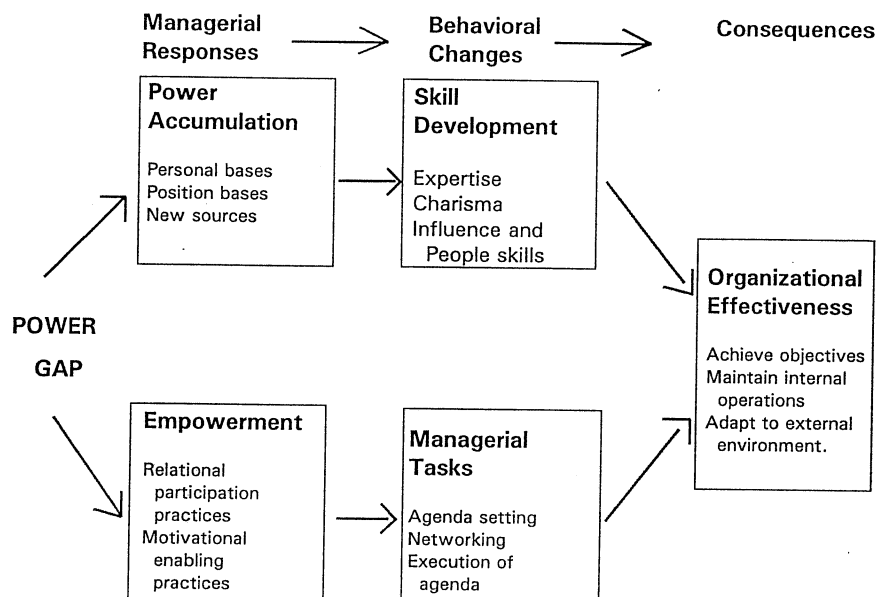 Managerial
Responses
Behavioral
Changes
Consequences
Power
Accumulation
Personal bases
Position bases
New sources
Skill
Development
Expertise
Charisma
Influence and
People skills
POWER
GAP
Organizational
Effectiveness
Achieve objectives
Maintain internal
operations
Adapt to external
environment.
Empowerment
Relational
participation
practices
Motivational
enabling
practices
Managerial
Tasks
Agenda setting
Networking
Execution of
agenda